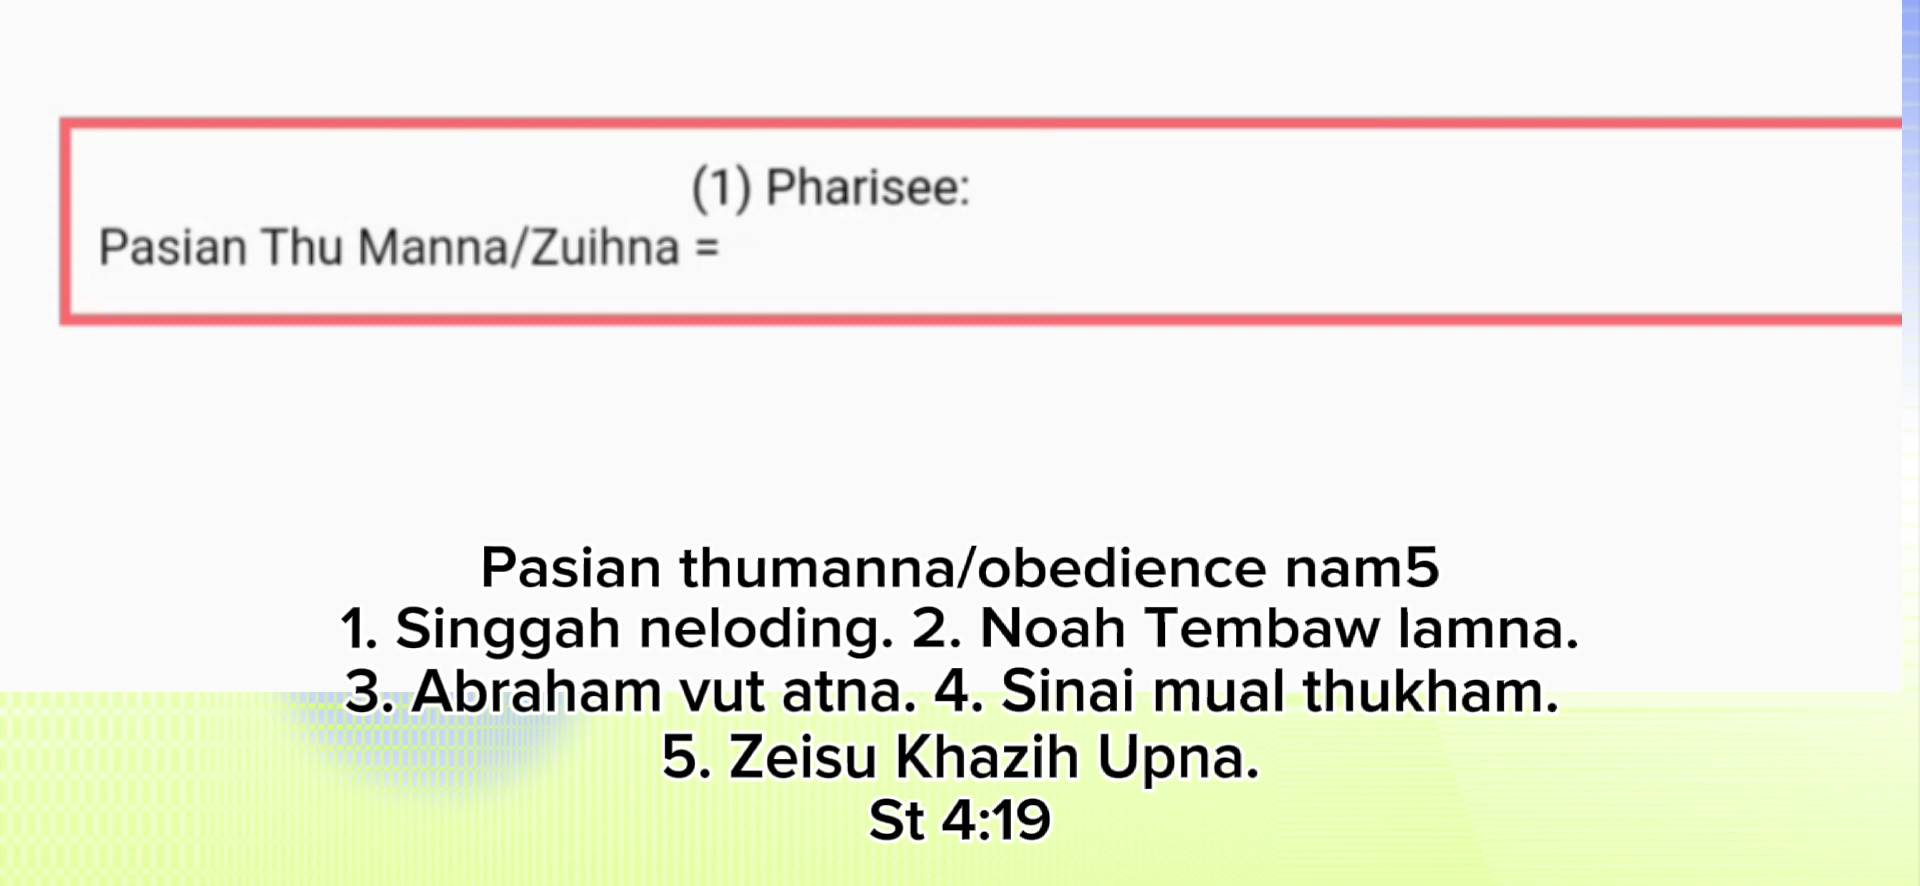 (1) Pharisee:
Pasian Thu Manna/Zuihna =
Pasian thumanna/obedience nam5
1. Singgah neloding. 2. Noah Tembaw lamna.
3. Abraham vut atna. 4. Sinai mual thukham.
5. Zeisu Khazih Upna.
St 4:19